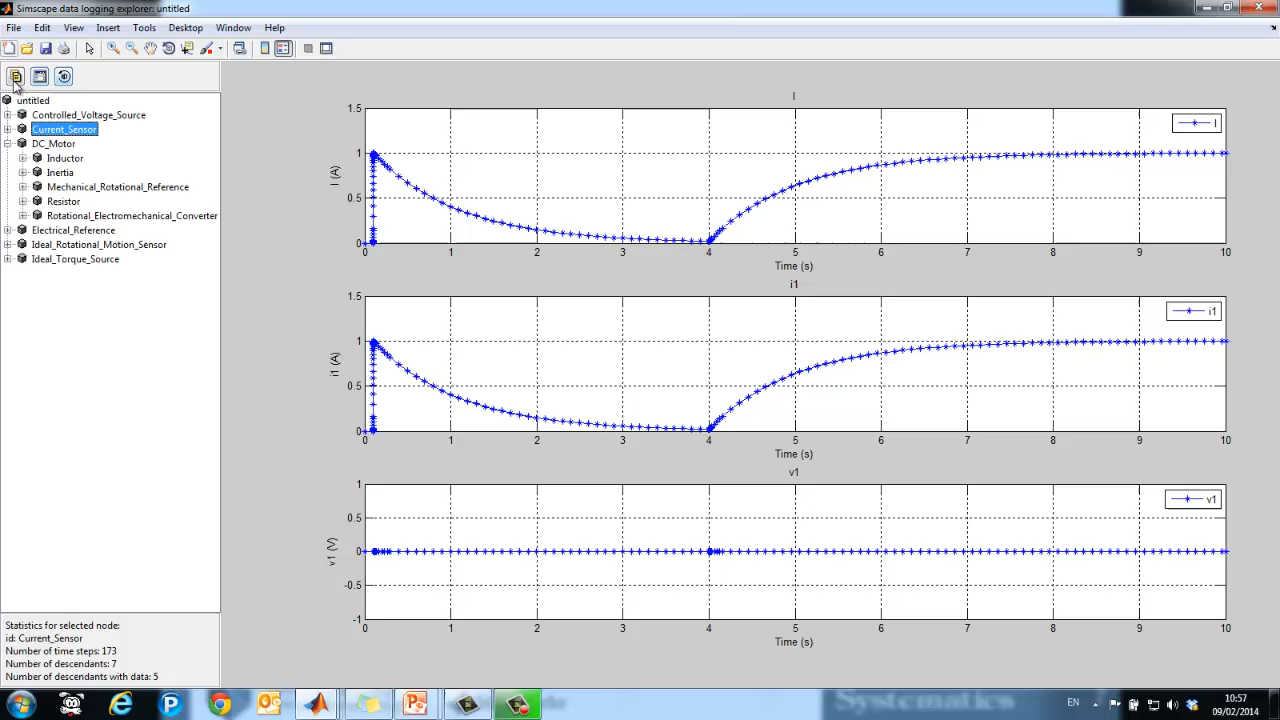 Simscape data logging explorer: untitled
File Edit View Insert Tools Desktop Window Help
untitled
Controlled_Voltage_Source
Current_Sensor
DC_Motor
Inductor
Inertia
Mechanical_Rotational_Reference
Resistor
Rotational_Electromechanical_Converter
Electrical_Reference
Ideal_Rotational_Motion_Sensor
Ideal_Torque_Source
Statistics for selected node:
id: Current_Sensor
Number of time steps: 173
Number of descendants: 7
Number of descendants with data: 5
I
1.5
1
0.5
0
I (A)
I
0 1 2 3 4 5 6 7 8 9 10
Time (s)
i1
1.5
1
0.5
0
i1 (A)
i1
0 1 2 3 4 5 6 7 8 9 10
Time (s)
v1
1
0.5
0
-0.5
-1
v1 (V)
v1
0 1 2 3 4 5 6 7 8 9 10
Time (s)
Systematics
EN
10:57
09/02/2014